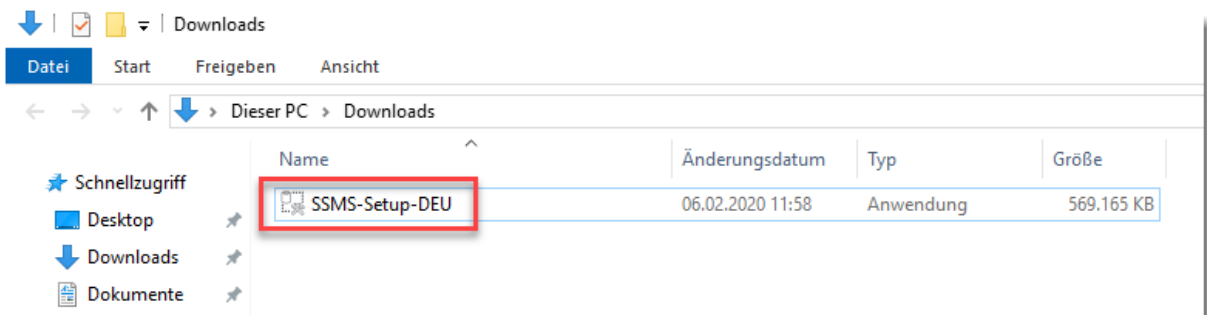 Downloads
Datei Start Freigeben Ansicht
Dieser PC Downloads
Name Änderungsdatum Typ Größe
Schnellzugriff
SSMS-Setup-DEU 06.02.2020 11:58 Anwendung 569.165 KB
Desktop
Downloads
Dokumente